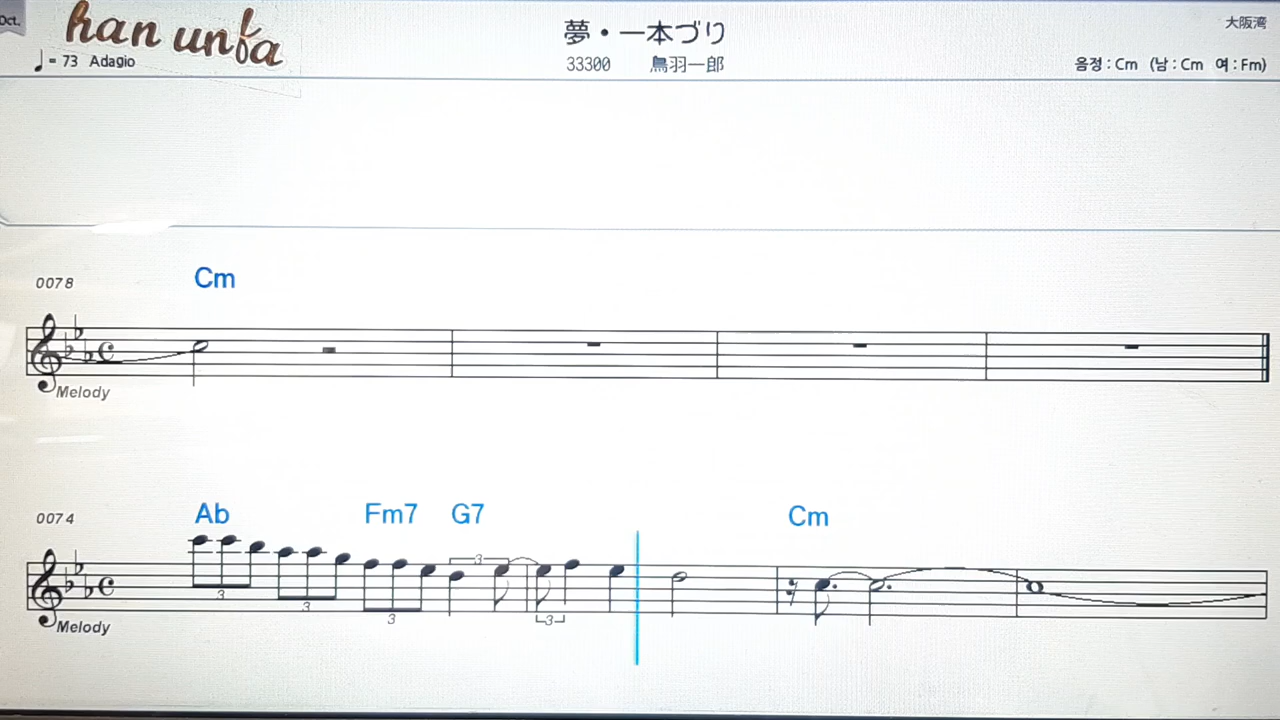 Oct.
han unfa
♩= 73 Adagio
夢・一本づり
33300 鳥羽一郎
大阪湾
음정 : Cm (남 : Cm 여 : Fm)
0078
Cm
Melody
0074
Ab Fm7 G7 Cm
3
3 3 3 3
Melody